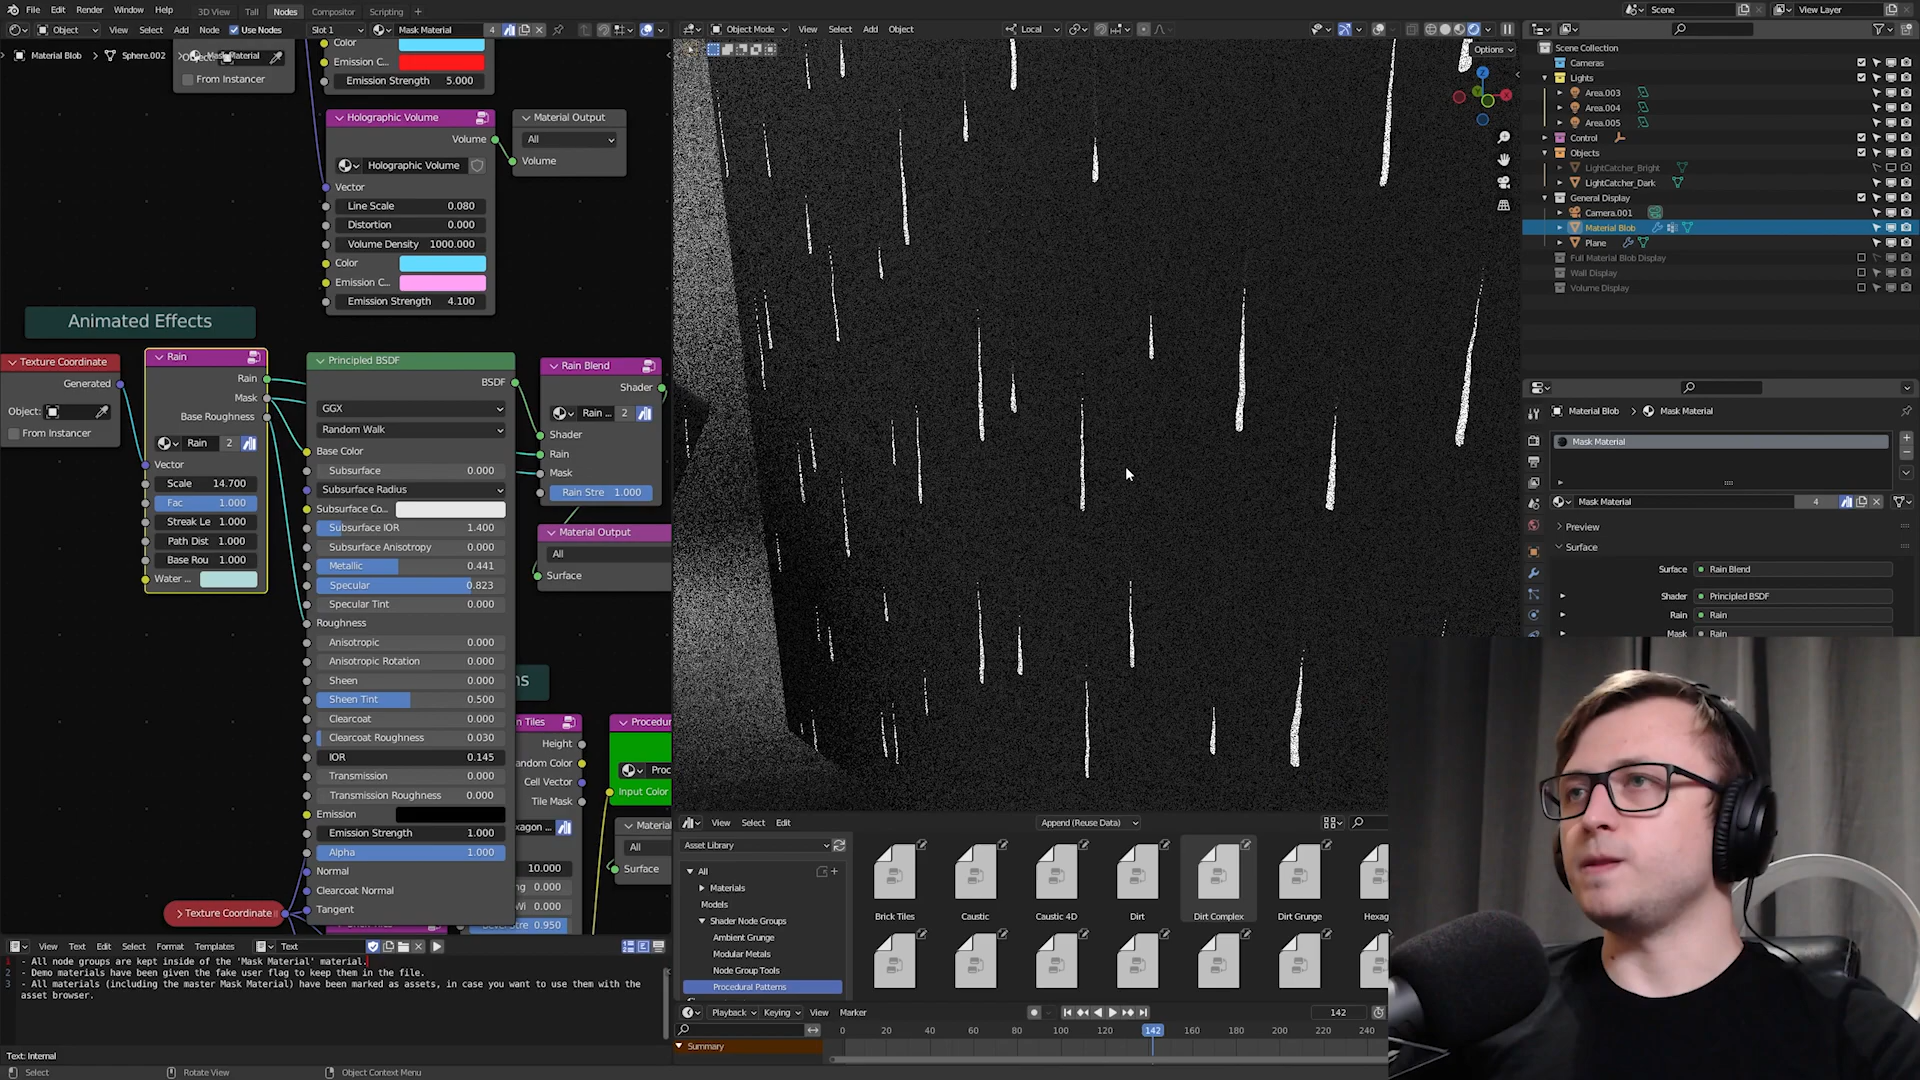 File Edit Render Window Help 3D View Tall Nodes Compositor Scripting + Scene View Layer
Object View Select Add Node Use Nodes Slot 1 Mask Material 4
Object Mode View Select Add Object Local Options
Material Blob > Sphere.002 > Mask Material
From Instancer
Color
Emission C...
Emission Strength 5.000
Holographic Volume
Volume
Holographic Volume
Vector
Line Scale 0.080
Distortion 0.000
Volume Density 1000.000
Color
Emission C...
Emission Strength 4.100
Material Output
All
Volume
Animated Effects
Texture Coordinate
Generated
Object:
From Instancer
Rain
Rain
Mask
Base Roughness
Rain 2
Vector
Scale 14.700
Fac 1.000
Streak Le 1.000
Path Dist 1.000
Base Rou 1.000
Water ...
Principled BSDF
BSDF
GGX
Random Walk
Base Color
Subsurface 0.000
Subsurface Radius
Subsurface Co...
Subsurface IOR 1.400
Subsurface Anisotropy 0.000
Metallic 0.441
Specular 0.823
Specular Tint 0.000
Roughness
Anisotropic 0.000
Anisotropic Rotation 0.000
Sheen 0.000
Sheen Tint 0.500
Clearcoat 0.000
Clearcoat Roughness 0.030
IOR 0.145
Transmission 0.000
Transmission Roughness 0.000
Emission
Emission Strength 1.000
Alpha 1.000
Normal
Clearcoat Normal
Tangent
Rain Blend
Shader
Rain ... 2
Shader
Rain
Mask
Rain Stre 1.000
Material Output
All
Surface
ns
n Tiles
Height
andom Color
Cell Vector
Tile Mask
xagon ...
10.000
ng 0.000
Wi 0.000
0.950
Procedur
Proc
Input Color
Material
All
Surface
Texture Coordinate
View Text Edit Select Format Templates Text
1 - All node groups are kept inside of the 'Mask Material' material.
2 - Demo materials have been given the fake user flag to keep them in the file.
3 - All materials (including the master Mask Material) have been marked as assets, in case you want to use them with the
asset browser.
Text: Internal
Select Rotate View Object Context Menu
View Select Edit Append (Reuse Data)
Asset Library
All
Materials
Models
Shader Node Groups
Ambient Grunge
Modular Metals
Node Group Tools
Procedural Patterns
Brick Tiles Caustic Caustic 4D Dirt Dirt Complex Dirt Grunge Hexag
Playback Keying View Marker 142
0 20 40 60 80 100 120 142 160 180 200 220 240
Summary
Scene Collection
Cameras
Lights
Area.003
Area.004
Area.005
Control
Objects
LightCatcher_Bright
LightCatcher_Dark
General Display
Camera.001
Material Blob
Plane
Full Material Blob Display
Wall Display
Volume Display
Material Blob > Mask Material
Mask Material
Mask Material 4
Preview
Surface
Surface Rain Blend
Shader Principled BSDF
Rain Rain
Mask Rain